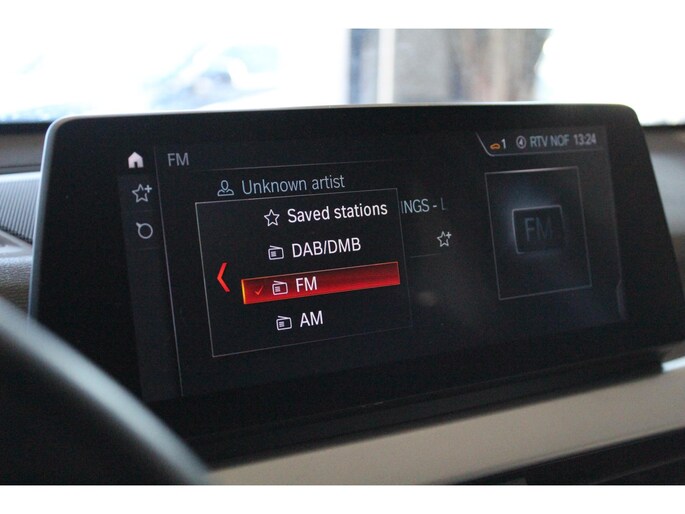 FM
1 RTV NOF 13:24
Unknown artist
Saved stations
INGS - L
DAB/DMB
FM
FM
AM